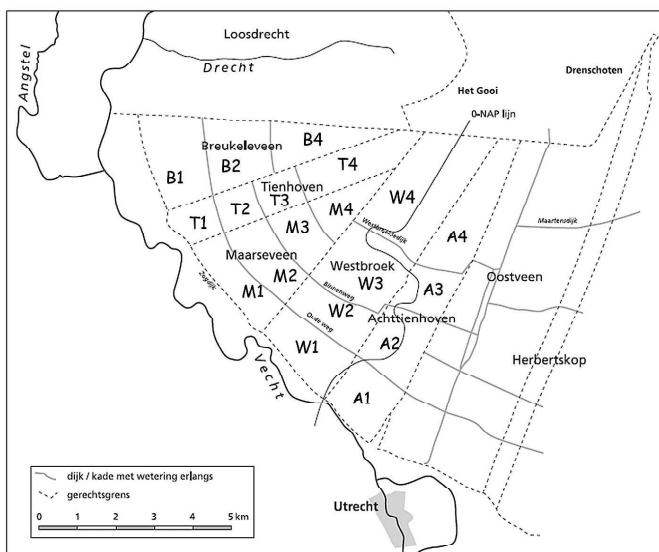 Angstel
Loosdrecht
Drecht
Het Gooi
Drenschoten
0-NAP lijn
B4
Breukeleveen
B1
B2
T4
Tienhoven
T3
W4
T1
T2
M4
M3
Maartensdijk
A4
Maarseveen
Westbroek
Oostveen
M2
W3
A3
M1
Binnenweg
Zogdijk
W2
Achttienhoven
Oude weg
A2
W1
Herbertskop
Vecht
A1
dijk / kade met wetering erlangs
gerechtsgrens
0 1 2 3 4 5 km
Utrecht